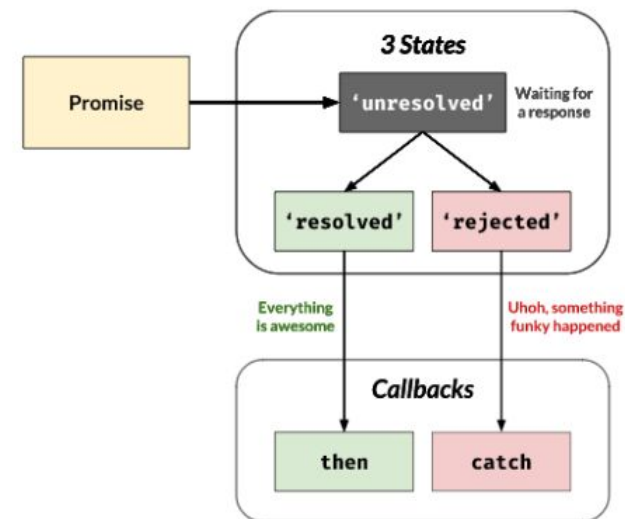 3 States
Promise
‘unresolved’
Waiting for
a response
‘resolved’
‘rejected’
Everything
is awesome
Uhoh, something
funky happened
Callbacks
then
catch